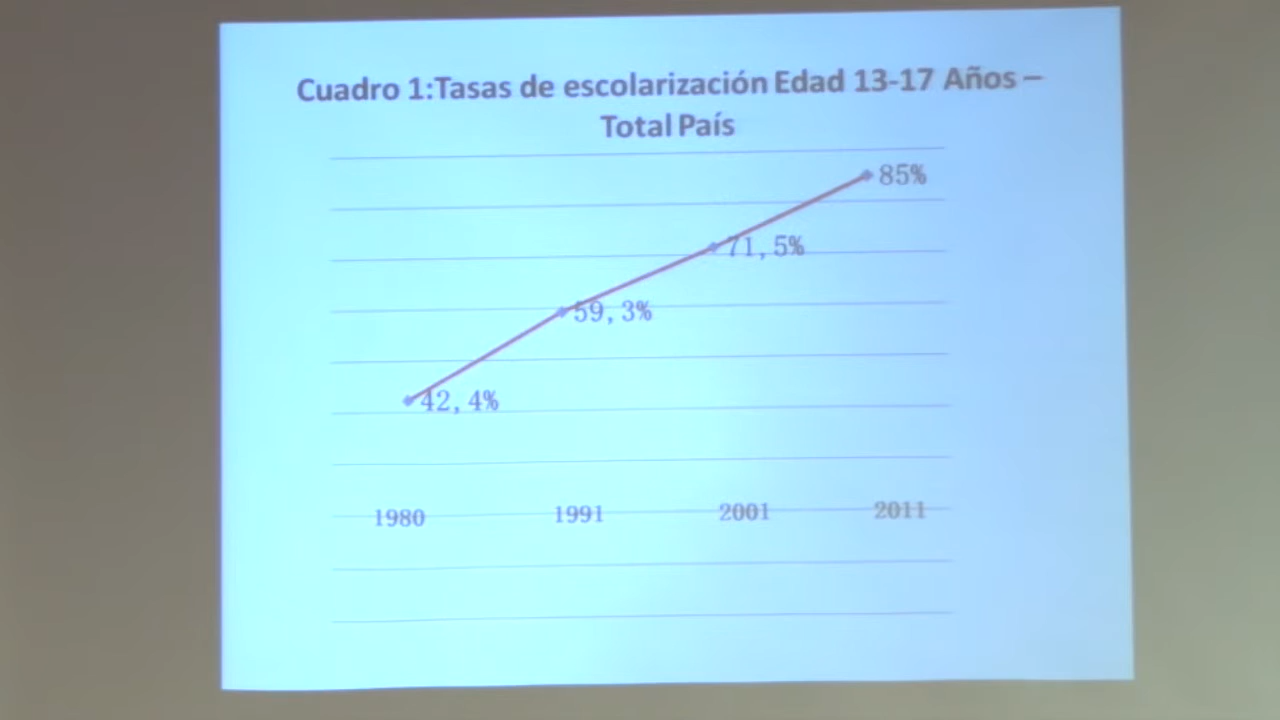 Cuadro 1:Tasas de escolarización Edad 13-17 Años –
Total País
85%
71, 5%
59, 3%
42, 4%
1980 1991 2001 2011